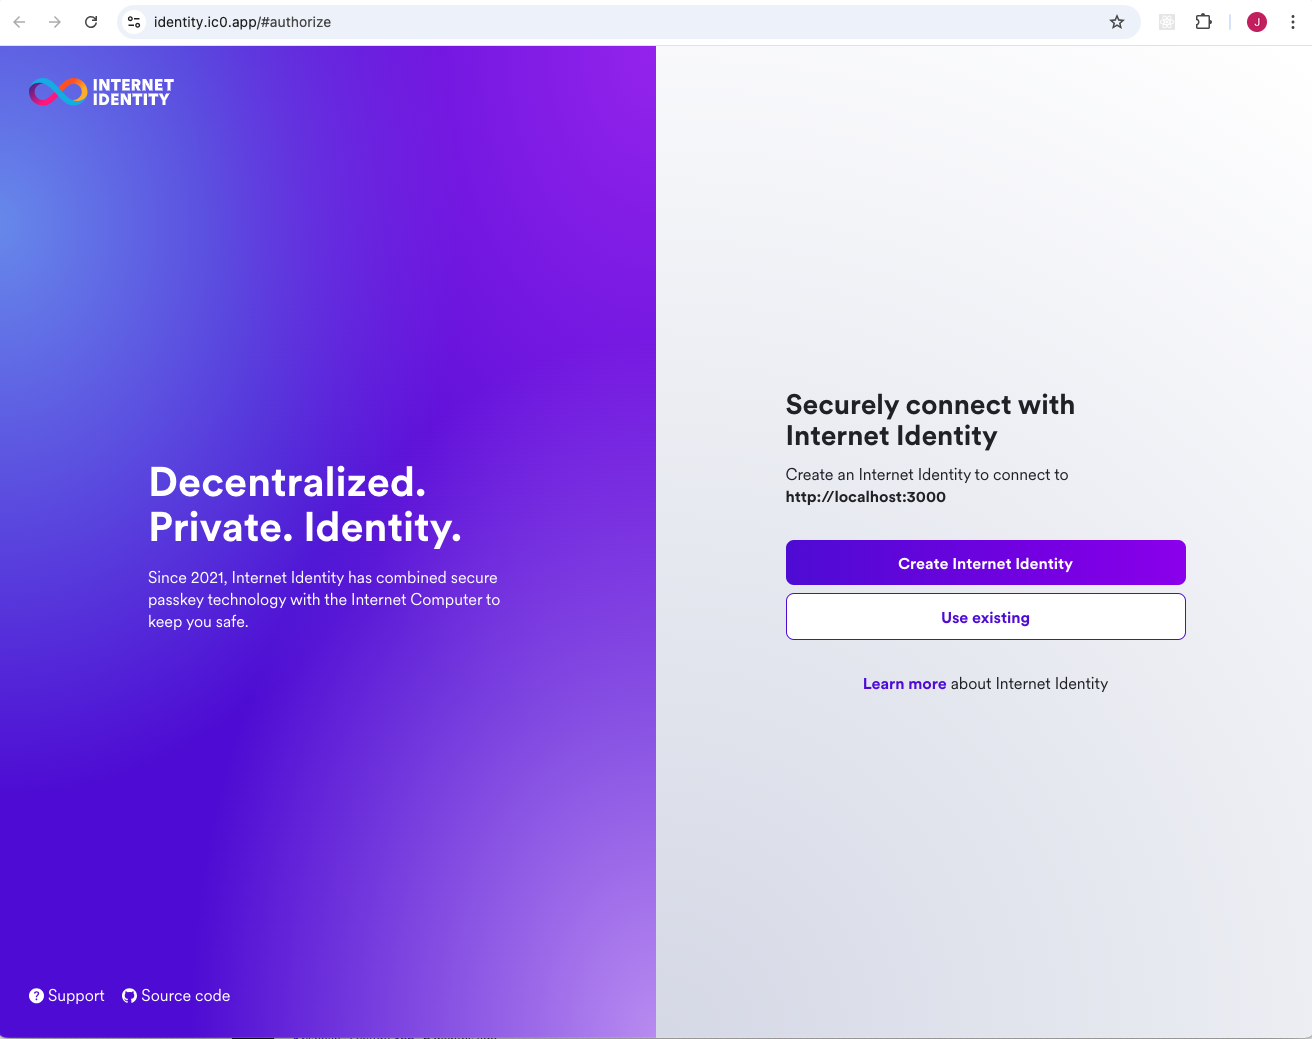 identity.ic0.app/#authorize
J
INTERNET
IDENTITY
Decentralized.
Private. Identity.
Since 2021, Internet Identity has combined secure
passkey technology with the Internet Computer to
keep you safe.
? Support
Source code
Securely connect with
Internet Identity
Create an Internet Identity to connect to
http://localhost:3000
Create Internet Identity
Use existing
Learn more about Internet Identity